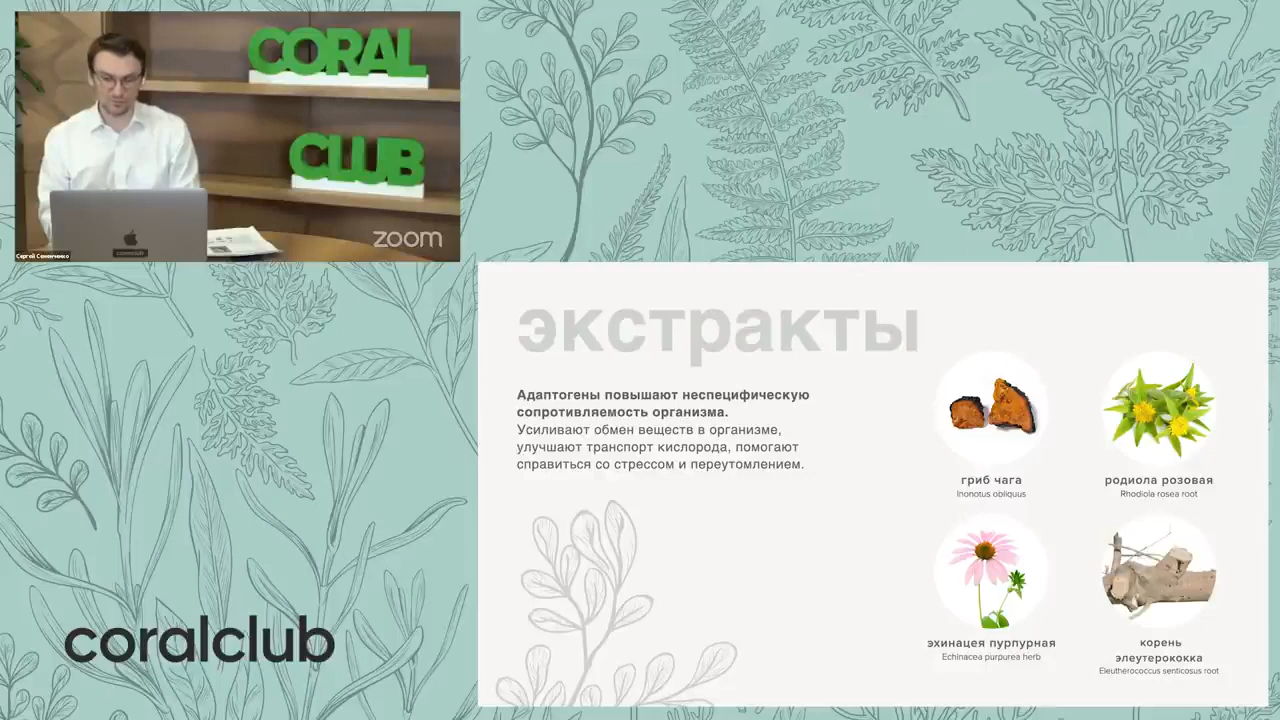 CORAL
CLUB
zoom
Сергей Семенченко
coralclub
экстракты
Адаптогены повышают неспецифическую
сопротивляемость организма.
Усиливают обмен веществ в организме,
улучшают транспорт кислорода, помогают
справиться со стрессом и переутомлением.
гриб чага
Inonotus obliquus
родиола розовая
Rhodiola rosea root
эхинацея пурпурная
Echinacea purpurea herb
корень
элеутерококка
Eleutherococcus senticosus root
coralclub